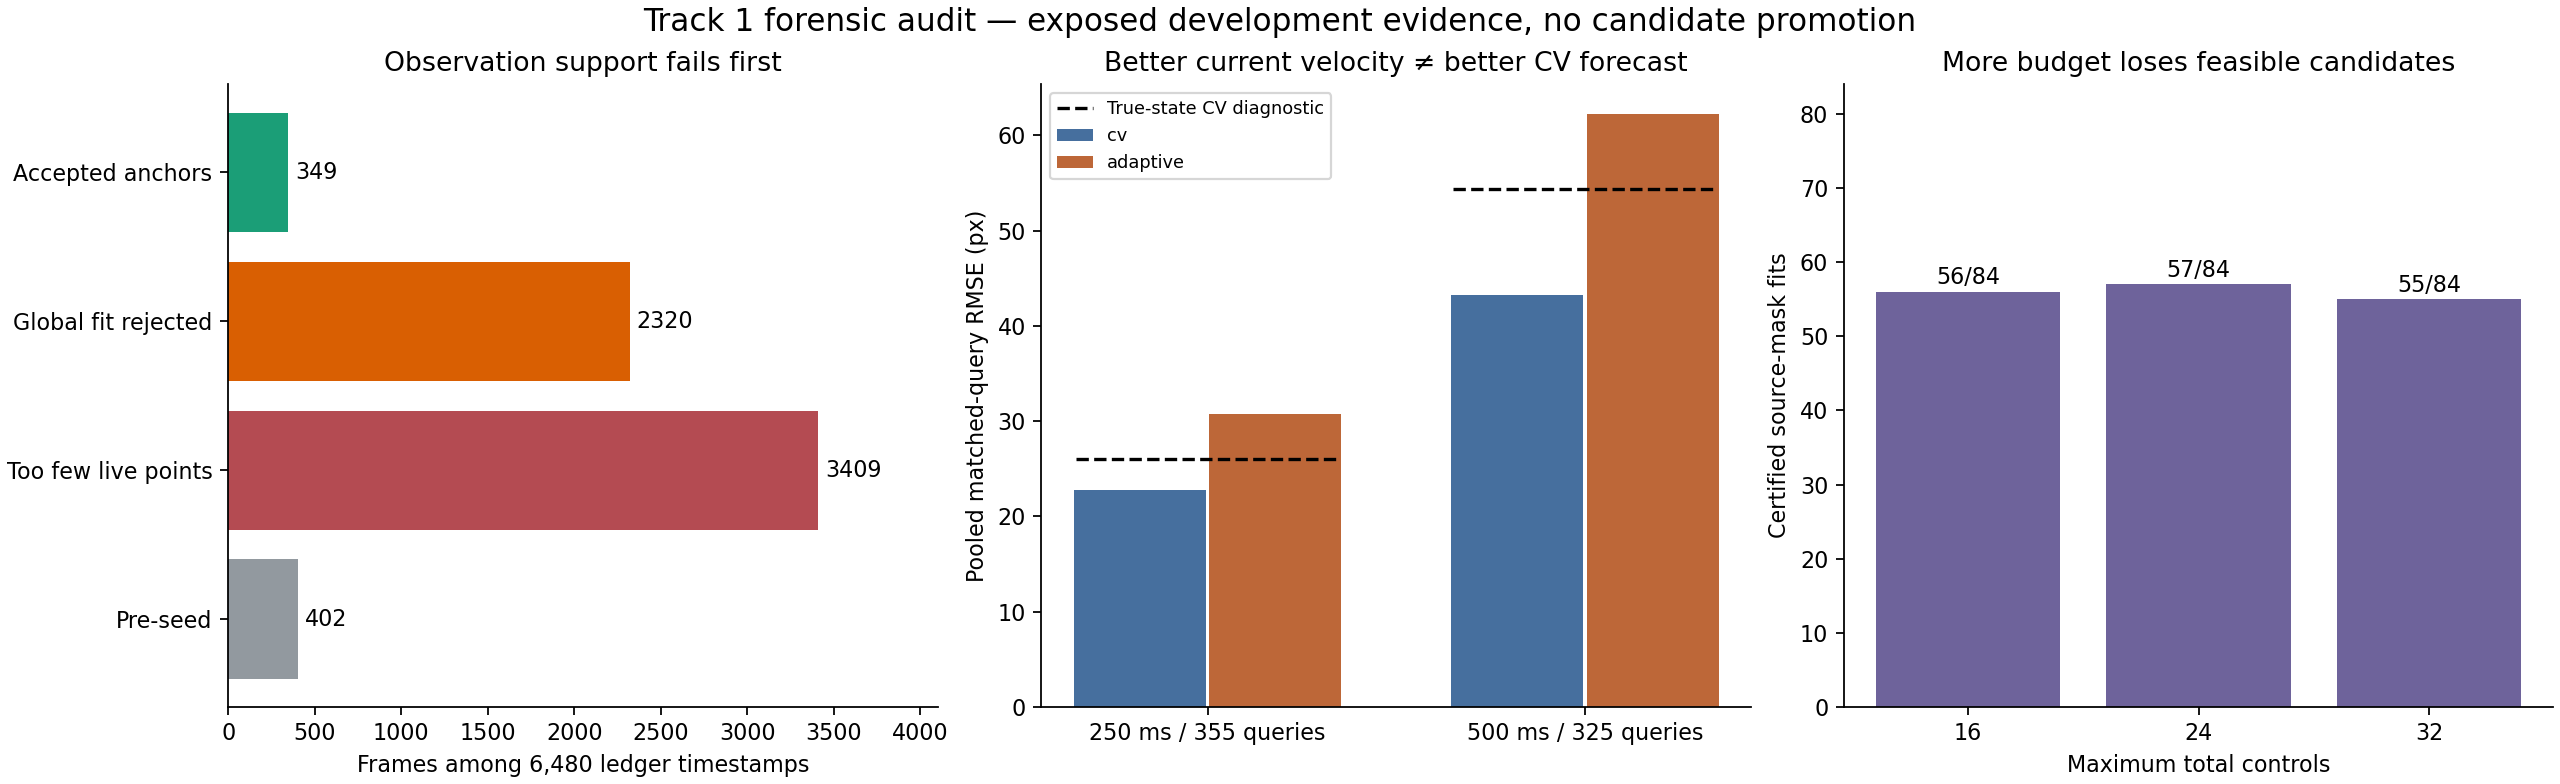 Track 1 forensic audit — exposed development evidence, no candidate promotion
Observation support fails first
Accepted anchors
349
Global fit rejected
2320
Too few live points
3409
Pre-seed
402
0 500 1000 1500 2000 2500 3000 3500 4000
Frames among 6,480 ledger timestamps
Better current velocity ≠ better CV forecast
True-state CV diagnostic
cv
adaptive
Pooled matched-query RMSE (px)
60
50
40
30
20
10
0
250 ms / 355 queries 500 ms / 325 queries
More budget loses feasible candidates
Certified source-mask fits
80
70
60
50
40
30
20
10
0
56/84 57/84 55/84
16 24 32
Maximum total controls